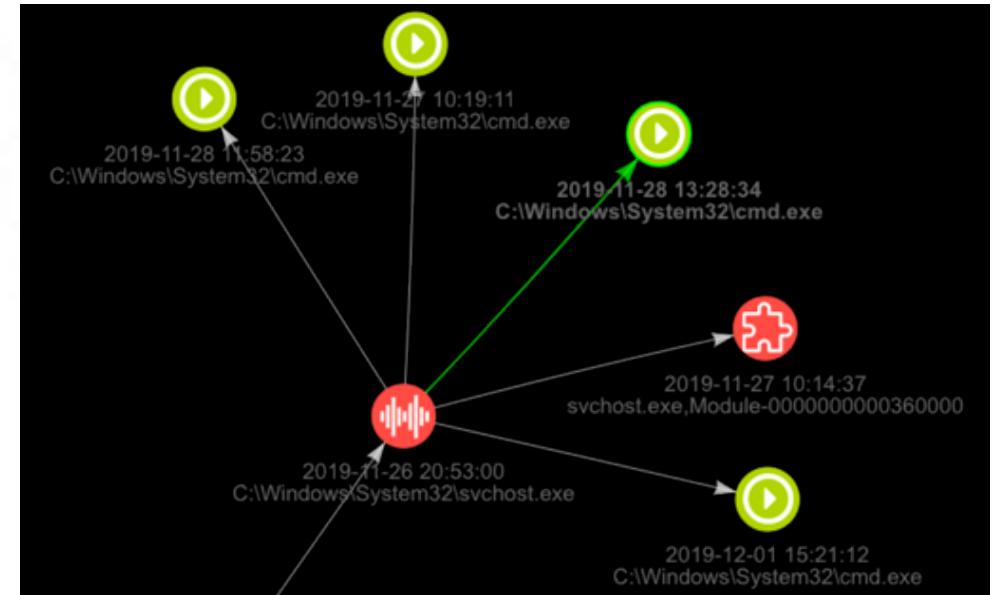 2019-11-27 10:19:11
C:\Windows\System32\cmd.exe
2019-11-28 11:58:23
C:\Windows\System32\cmd.exe
2019-11-28 13:28:34
C:\Windows\System32\cmd.exe
2019-11-27 10:14:37
svchost.exe,Module-0000000000360000
2019-11-26 20:53:00
C:\Windows\System32\svchost.exe
2019-12-01 15:21:12
C:\Windows\System32\cmd.exe